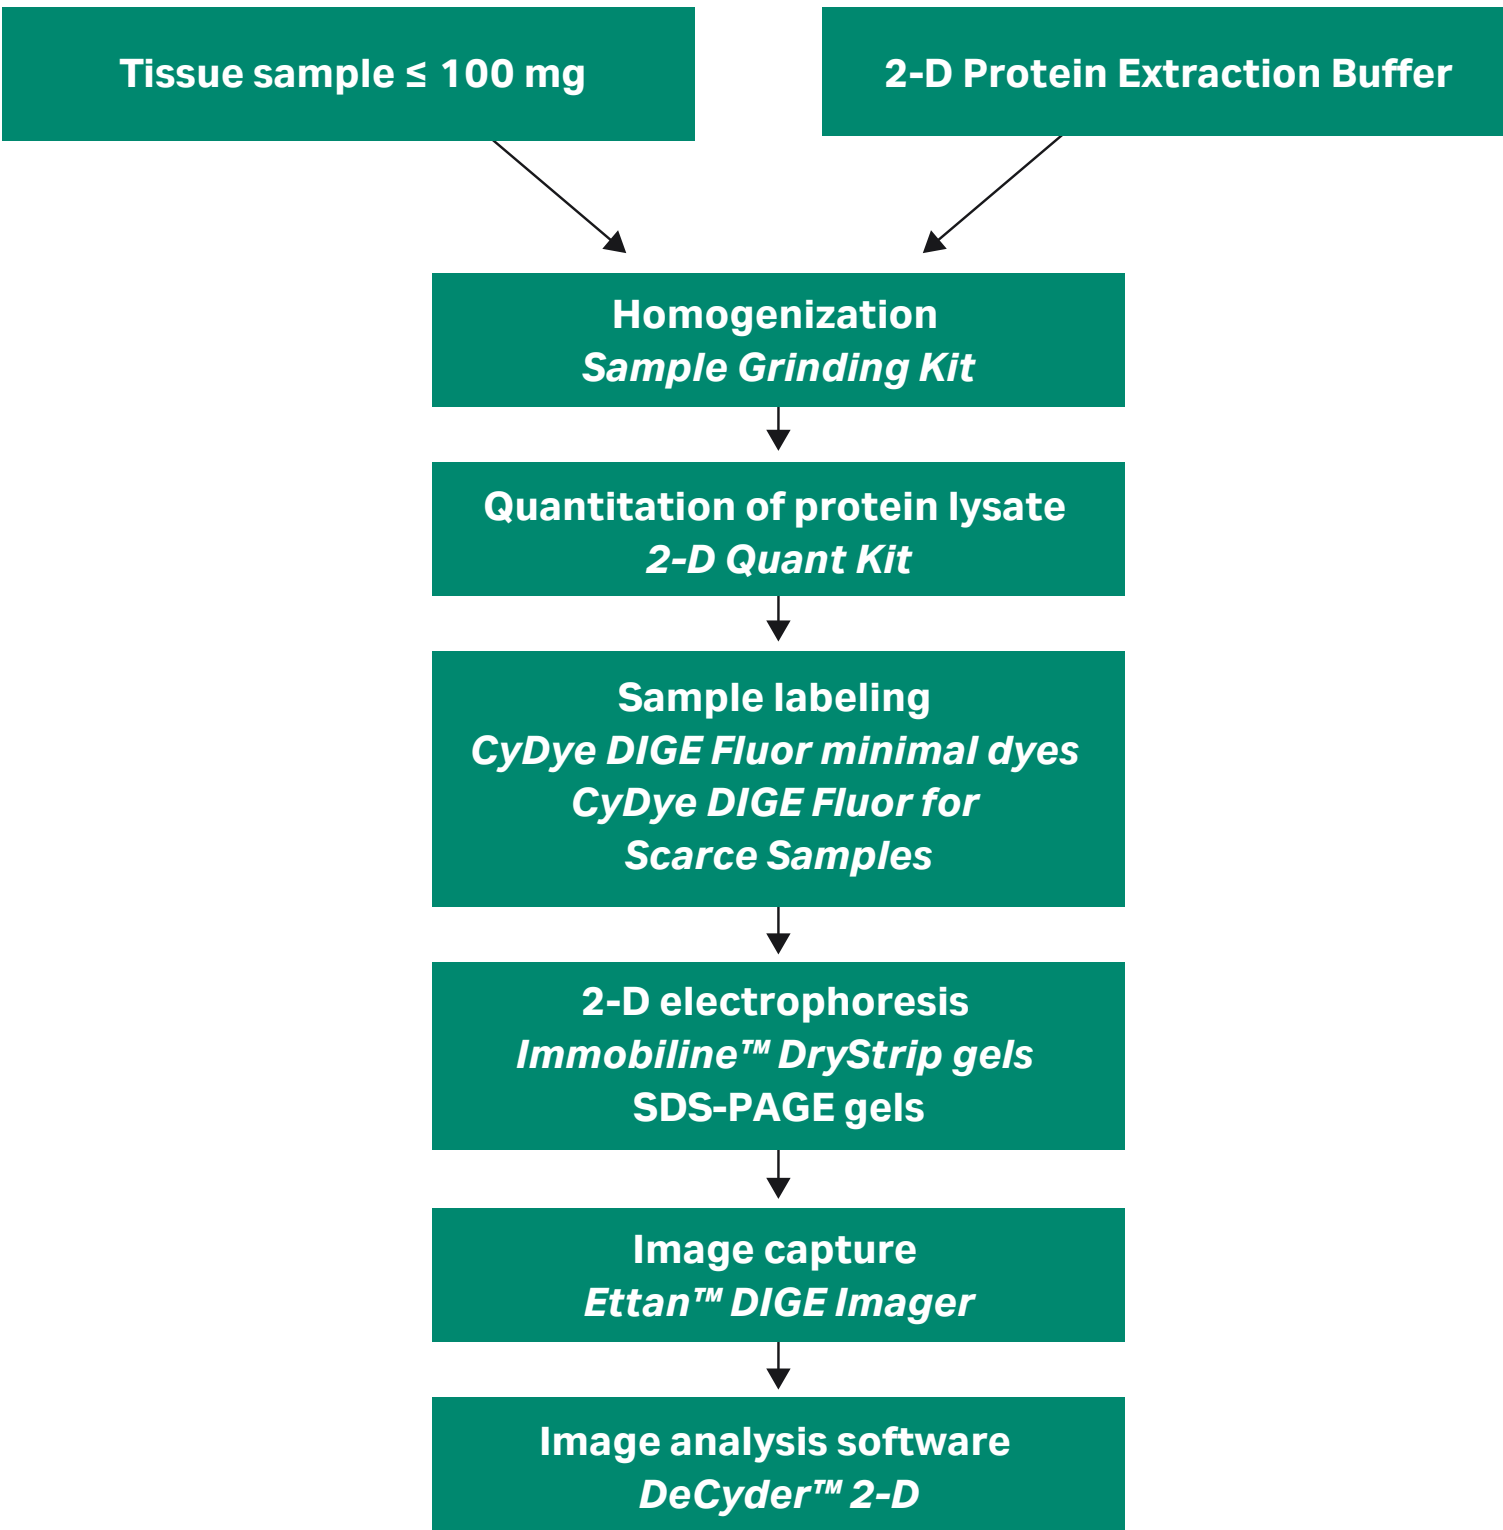 Tissue sample ≤ 100 mg
2-D Protein Extraction Buffer
Homogenization
Sample Grinding Kit
Quantitation of protein lysate
2-D Quant Kit
Sample labeling
CyDye DIGE Fluor minimal dyes
CyDye DIGE Fluor for
Scarce Samples
2-D electrophoresis
Immobiline™ DryStrip gels
SDS-PAGE gels
Image capture
Ettan™ DIGE Imager
Image analysis software
DeCyder™ 2-D